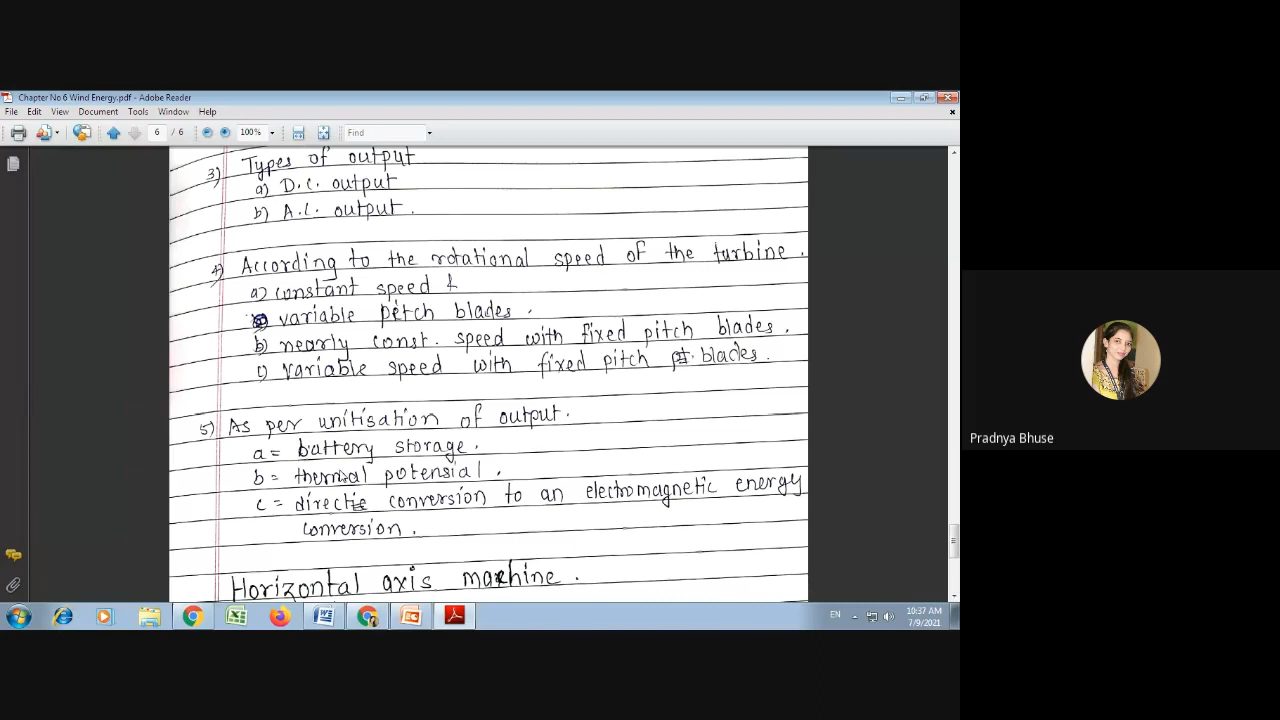 Chapter No 6 Wind Energy.pdf - Adobe Reader
File Edit View Document Tools Window Help
6 / 6 100% Find
3) Types of output
a) D.C. output
b) A.C. output.
4) According to the rotational speed of the turbine.
a) constant speed &
variable pitch blades.
b) nearly const. speed with fixed pitch blades.
c) Variable speed with fixed pitch blades.
5) As per unitisation of output.
a = battery storage.
b = thermal potensial.
c = direct conversion to an electromagnetic energy
conversion.
Horizontal axis machine.
Pradnya Bhuse
EN 10:37 AM
7/9/2021